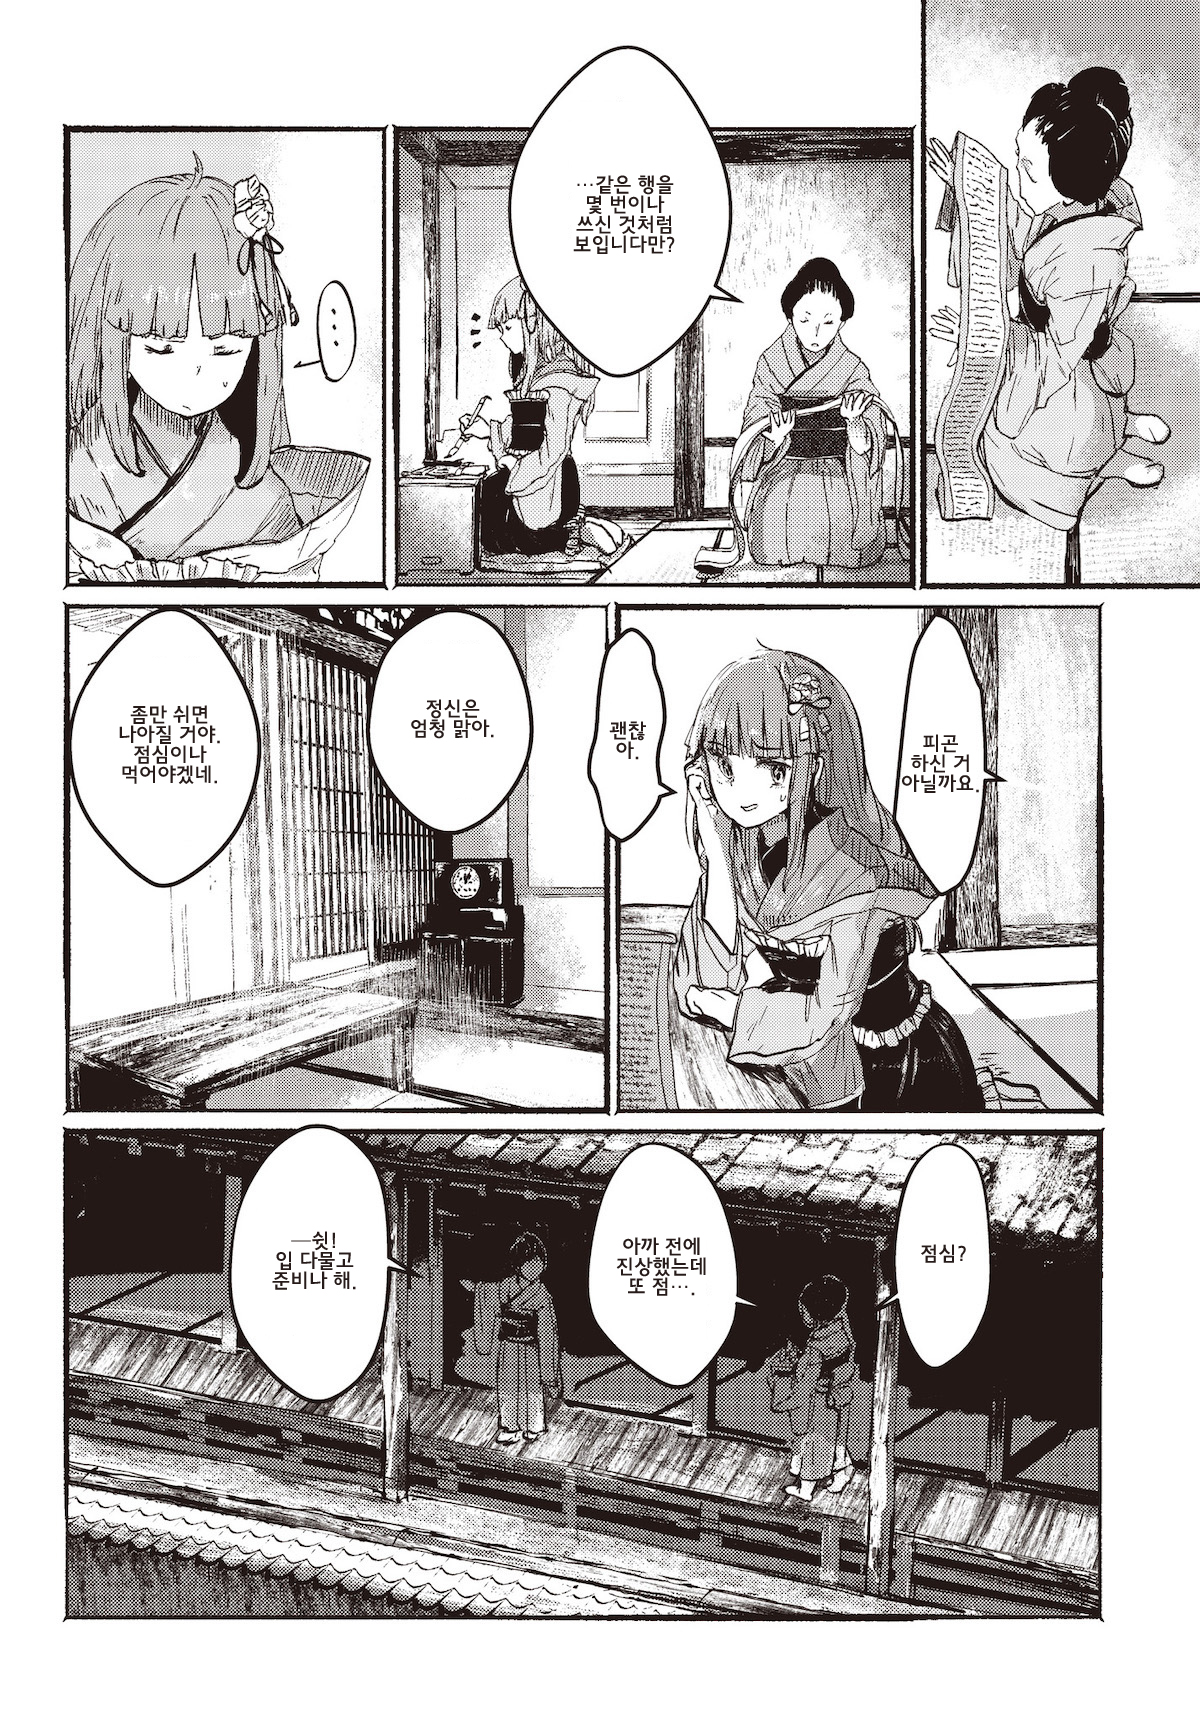 …같은 행을
몇 번이나
쓰신 것처럼
보입니다만?
…
피곤
하신 거
아닐까요.
괜찮
아.
정신은
엄청 맑아.
좀만 쉬면
나아질 거야.
점심이나
먹어야겠네.
점심?
아까 전에
진상했는데
또 점….
─쉿!
입 다물고
준비나 해.